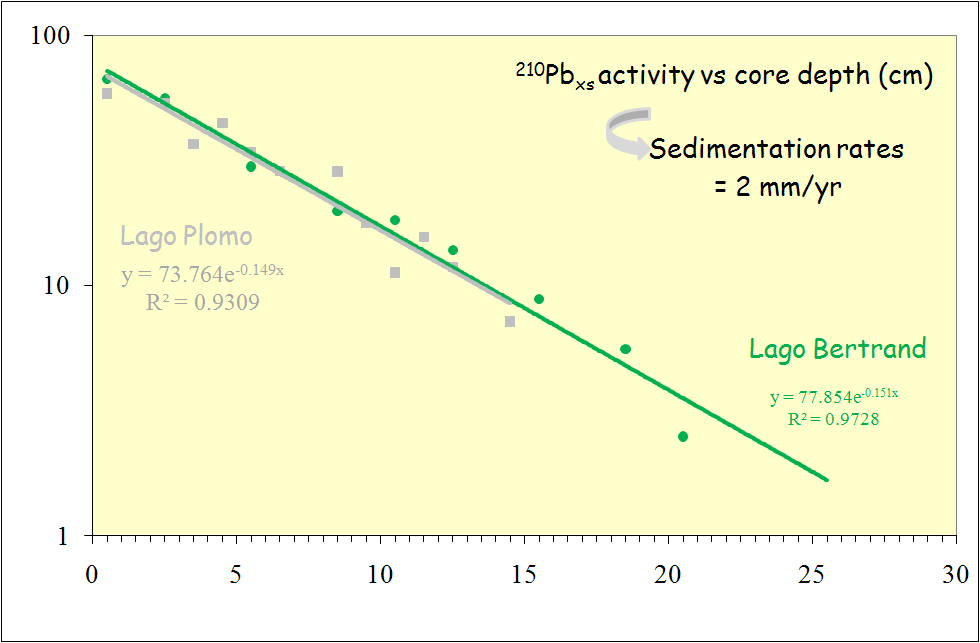 100
²¹⁰Pbₓₛ activity vs core depth (cm)
Sedimentation rates
= 2 mm/yr
Lago Plomo
y = 73.764e^-0.149x
R² = 0.9309
10
Lago Bertrand
y = 77.854e^-0.151x
R² = 0.9728
1
0 5 10 15 20 25 30